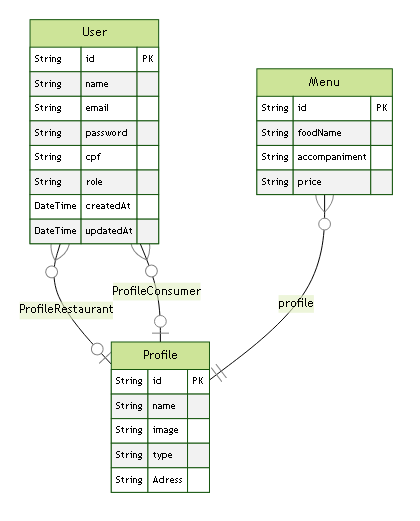 User
String id PK
String name
String email
String password
String cpf
String role
DateTime createdAt
DateTime updatedAt
Menu
String id PK
String foodName
String accompaniment
String price
ProfileRestaurant
ProfileConsumer
profile
Profile
String id PK
String name
String image
String type
String Adress